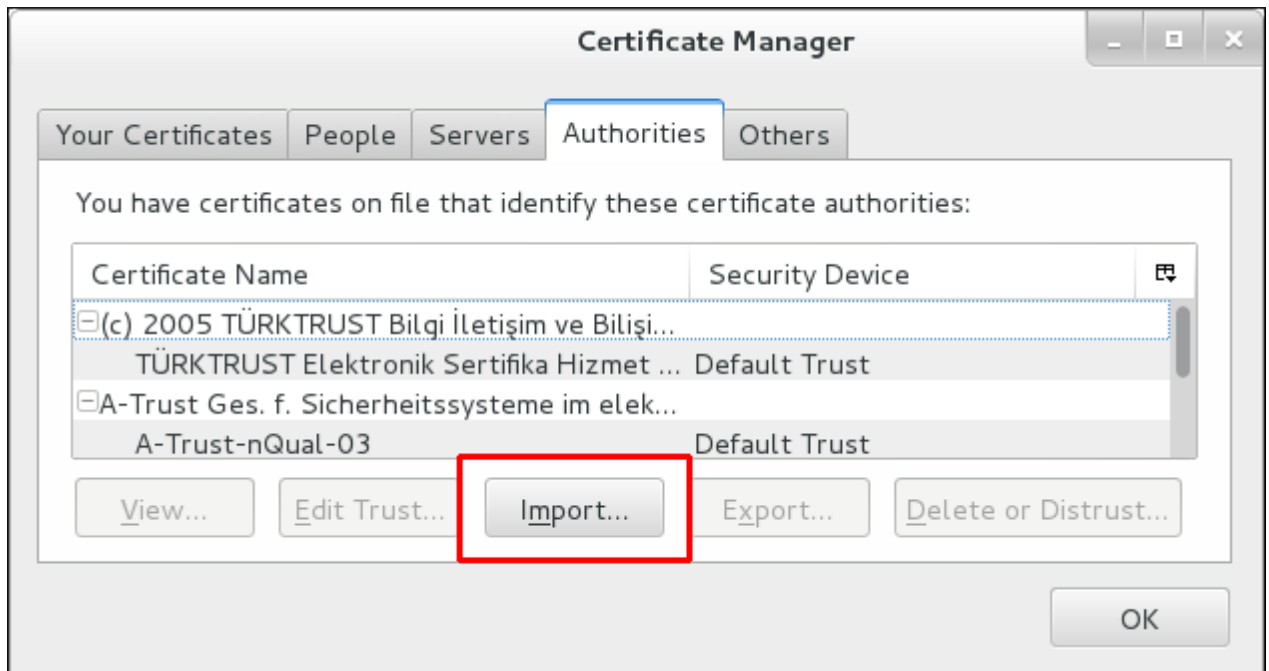 Certificate Manager
Your Certificates People Servers Authorities Others
You have certificates on file that identify these certificate authorities:
Certificate Name Security Device
(c) 2005 TÜRKTRUST Bilgi İletişim ve Bilişi...
TÜRKTRUST Elektronik Sertifika Hizmet ... Default Trust
A-Trust Ges. f. Sicherheitssysteme im elek...
A-Trust-nQual-03 Default Trust
View... Edit Trust... Import... Export... Delete or Distrust...
OK